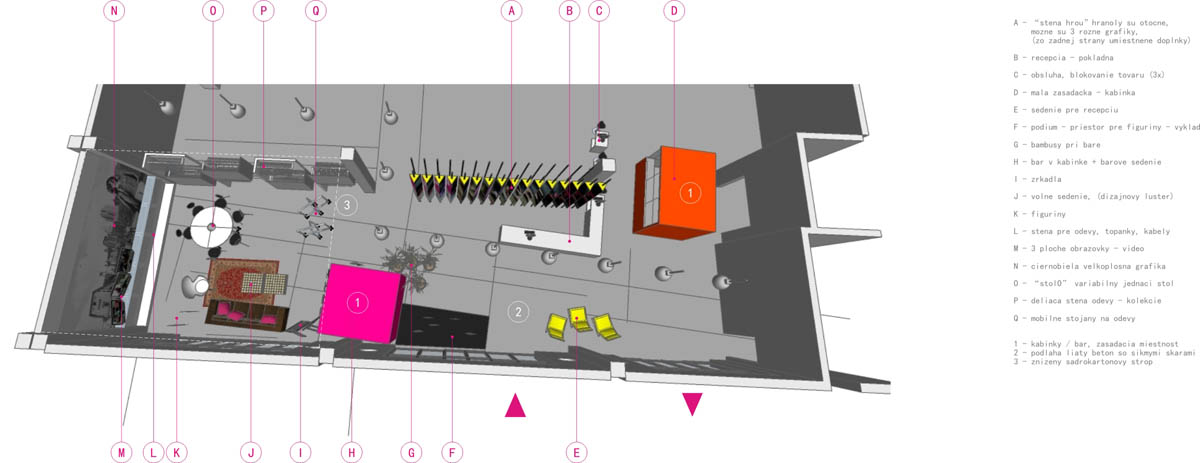 N O P Q A B C D
A – “stena hrou” hranoly su otocne,
mozne su 3 rozne grafiky,
(zo zadnej strany umiestnene doplnky)
B – recepcia – pokladna
C – obsluha, blokovanie tovaru (3x)
D – mala zasadacka – kabinka
E – sedenie pre recepciu
F – podium – priestor pre figuriny – vyklad
G – bambusy pri bare
H – bar v kabinke + barove sedenie
I – zrkadla
J – volne sedenie, (dizajnovy luster)
K – figuriny
L – stena pre odevy, topanky, kabely
M – 3 ploche obrazovky – video
N – ciernobiela velkoplosna grafika
O – “stolO” variabilny jednaci stol
P – deliaca stena odevy – kolekcie
Q – mobilne stojany na odevy
1 – kabinky / bar, zasadacia miestnost
2 – podlaha liaty beton so sikmymi skarami
3 – znizeny sadrokartonovy strop
1
3
1
2
M L K J I H G F E